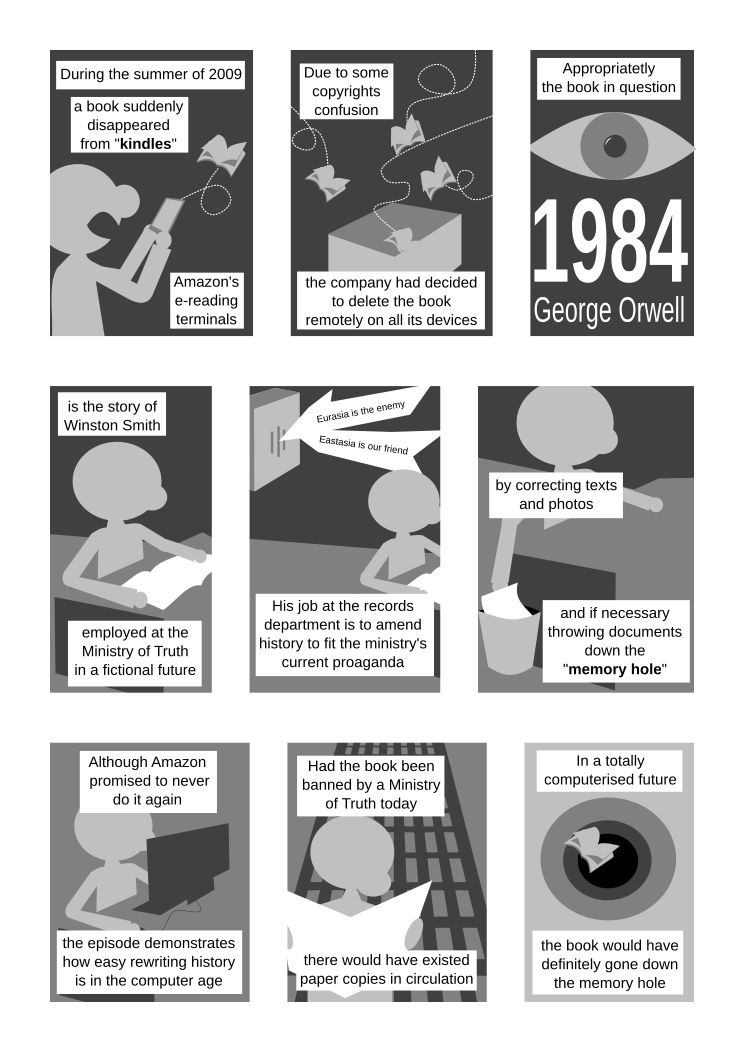 During the summer of 2009
a book suddenly
disappeared
from "kindles"
Amazon's
e-reading
terminals
Due to some
copyrights
confusion
the company had decided
to delete the book
remotely on all its devices
Appropriatetly
the book in question
1984
George Orwell
is the story of
Winston Smith
employed at the
Ministry of Truth
in a fictional future
Eurasia is the enemy
Eastasia is our friend
His job at the records
department is to amend
history to fit the ministry's
current proaganda
by correcting texts
and photos
and if necessary
throwing documents
down the
"memory hole"
Although Amazon
promised to never
do it again
the episode demonstrates
how easy rewriting history
is in the computer age
Had the book been
banned by a Ministry
of Truth today
there would have existed
paper copies in circulation
In a totally
computerised future
the book would have
definitely gone down
the memory hole